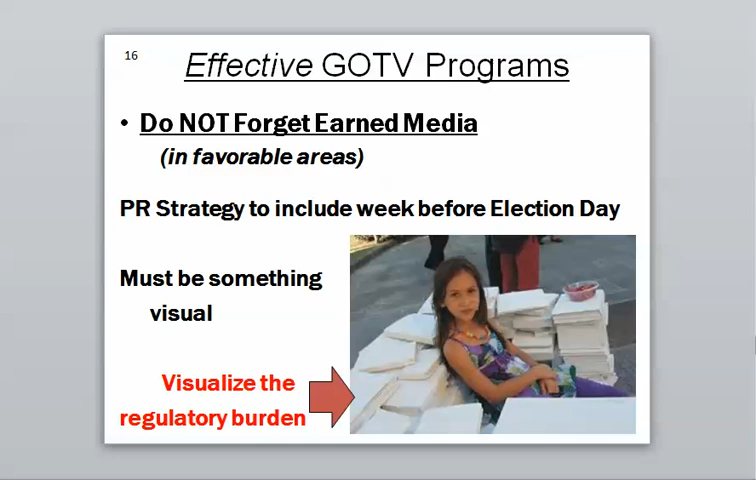 16
Effective GOTV Programs
• Do NOT Forget Earned Media
(in favorable areas)
PR Strategy to include week before Election Day
Must be something
visual
Visualize the
regulatory burden